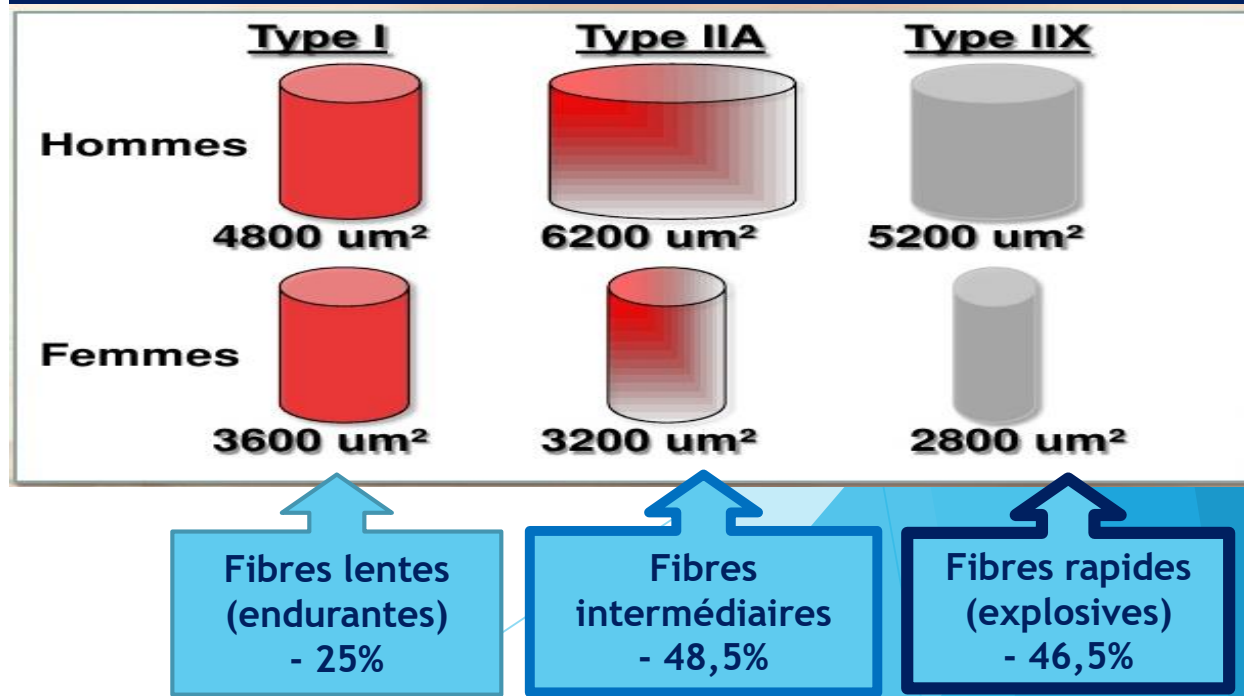 Type I Type IIA Type IIX
Hommes
4800 um² 6200 um² 5200 um²
Femmes
3600 um² 3200 um² 2800 um²
Fibres lentes
(endurantes)
- 25%
Fibres
intermédiaires
- 48,5%
Fibres rapides
(explosives)
- 46,5%